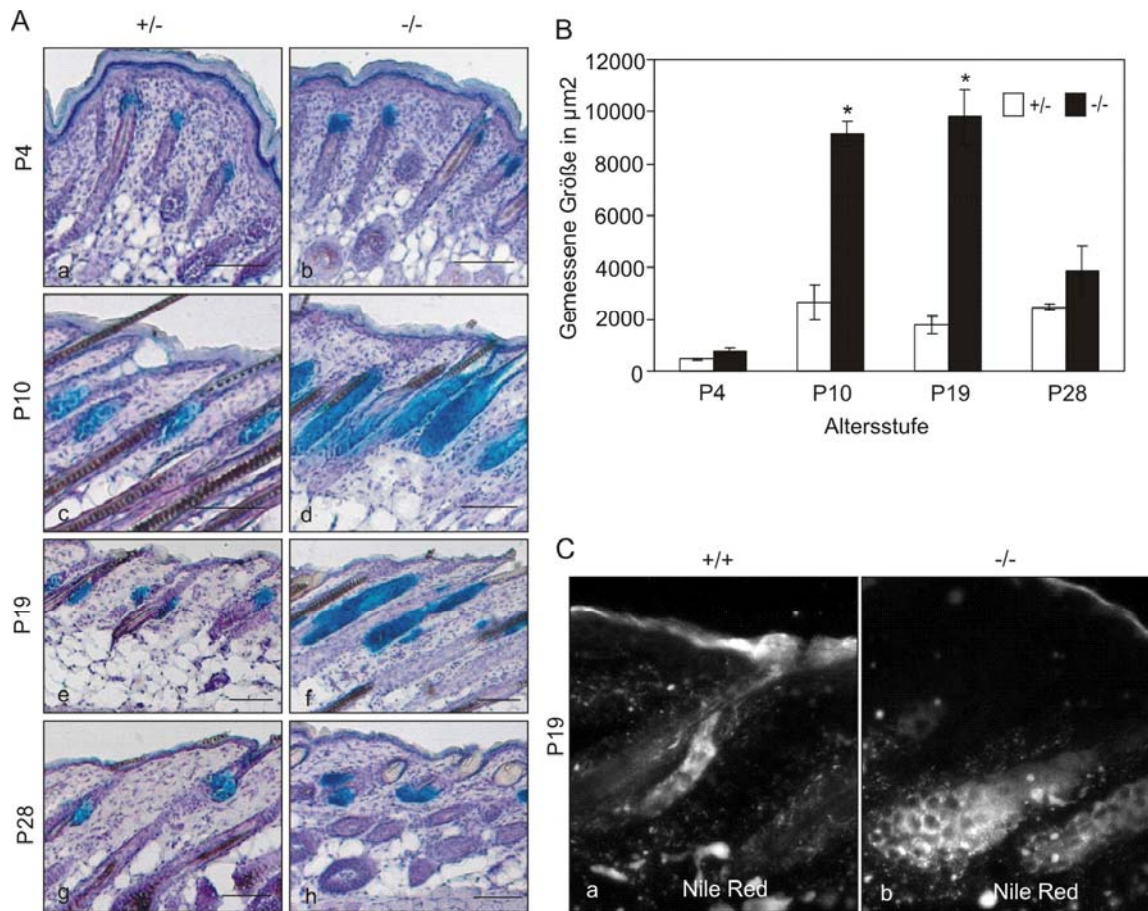 A
+/-
-/-
P4
a
b
P10
c
d
P19
e
f
P28
g
h
B
Gemessene Größe in µm2
12000
10000
8000
6000
4000
2000
0
*
*
+/-
-/-
P4
P10
P19
P28
Altersstufe
C
+/+
-/-
P19
a
Nile Red
b
Nile Red